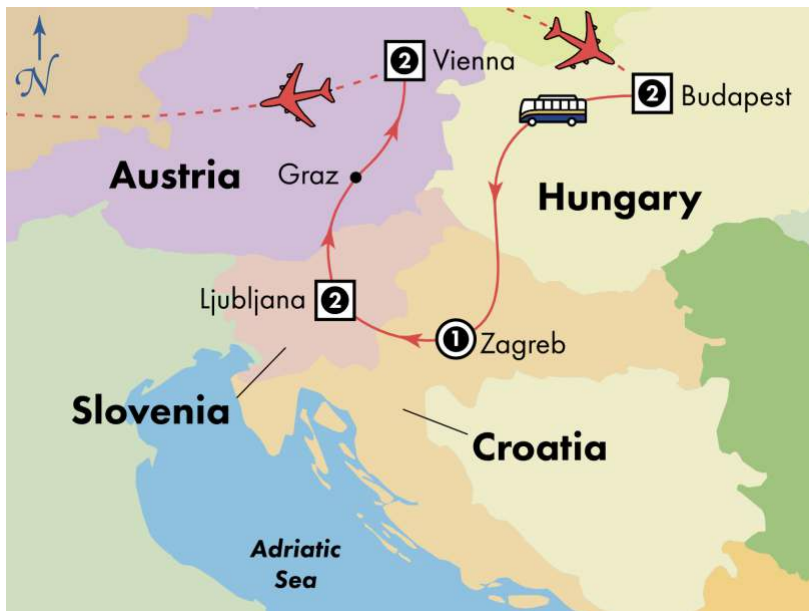 N
2 Vienna
2 Budapest
Austria
Graz
Hungary
Ljubljana 2
1 Zagreb
Slovenia
Croatia
Adriatic
Sea